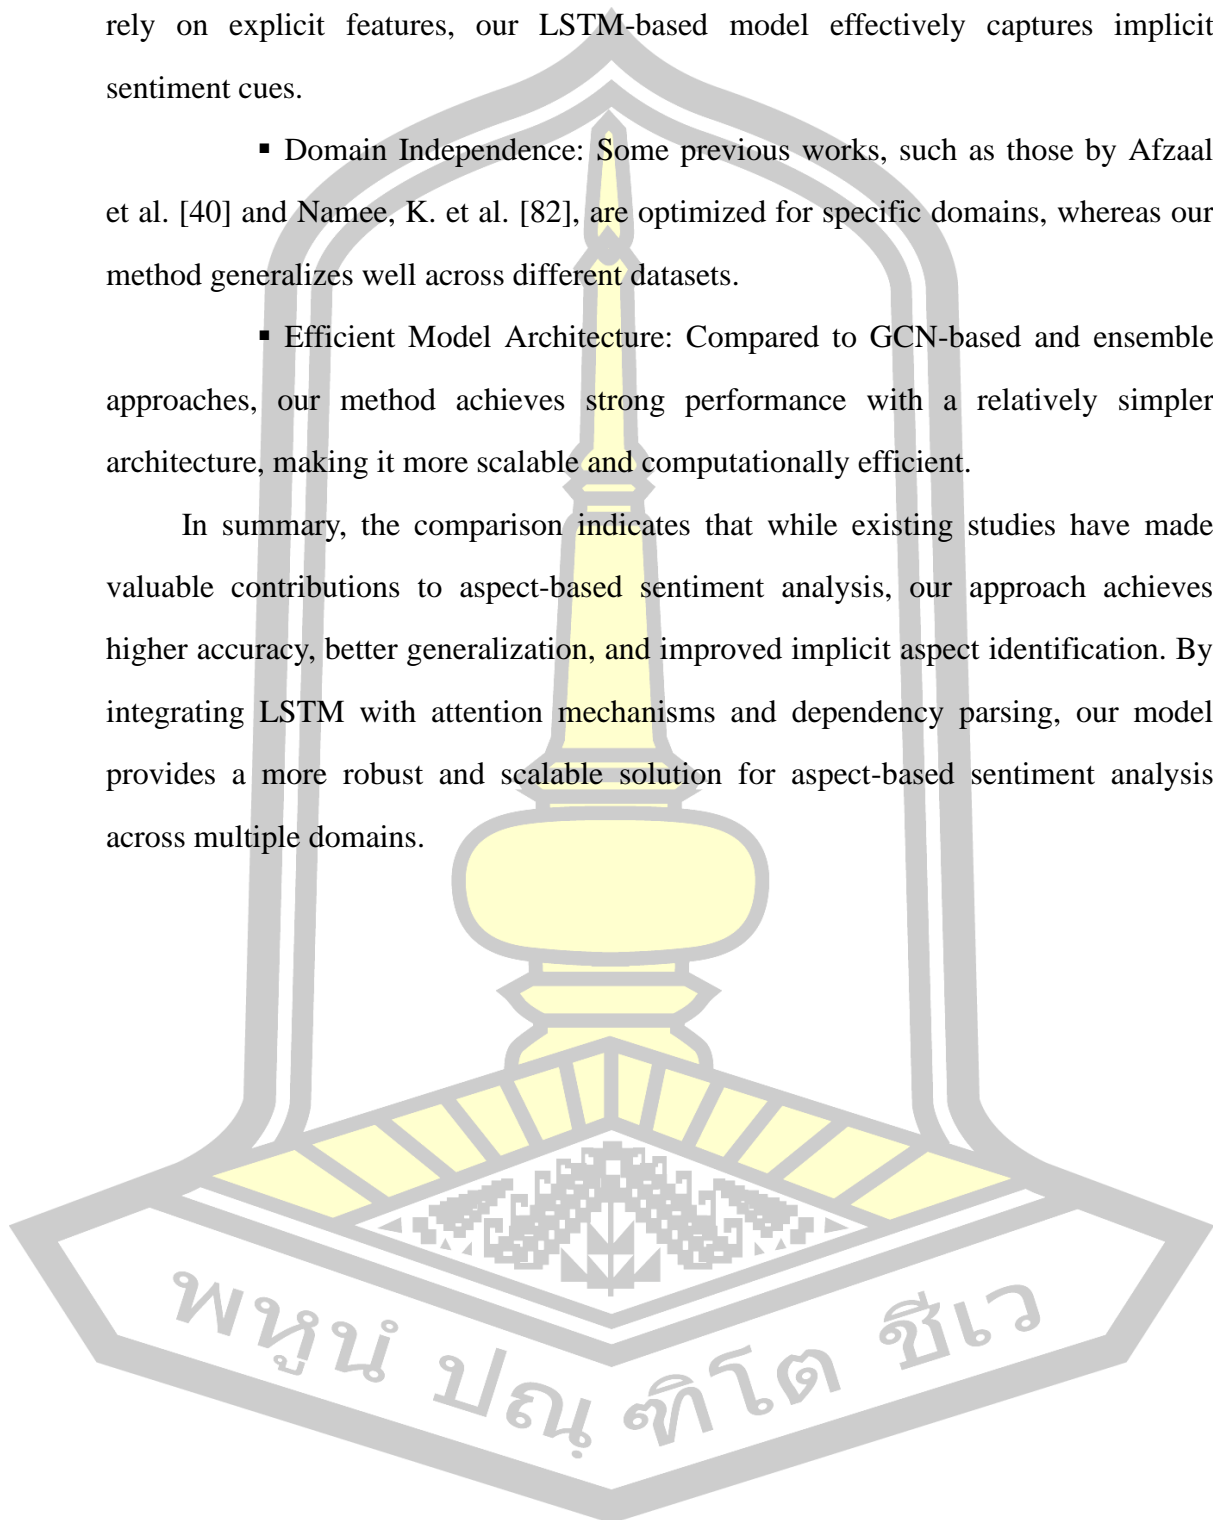 rely on explicit features, our LSTM-based model effectively captures implicit
sentiment cues.
▪ Domain Independence: Some previous works, such as those by Afzaal
et al. [40] and Namee, K. et al. [82], are optimized for specific domains, whereas our
method generalizes well across different datasets.
▪ Efficient Model Architecture: Compared to GCN-based and ensemble
approaches, our method achieves strong performance with a relatively simpler
architecture, making it more scalable and computationally efficient.
In summary, the comparison indicates that while existing studies have made
valuable contributions to aspect-based sentiment analysis, our approach achieves
higher accuracy, better generalization, and improved implicit aspect identification. By
integrating LSTM with attention mechanisms and dependency parsing, our model
provides a more robust and scalable solution for aspect-based sentiment analysis
across multiple domains.
พหูนํ ปณฺ ฑิโต ชีเว